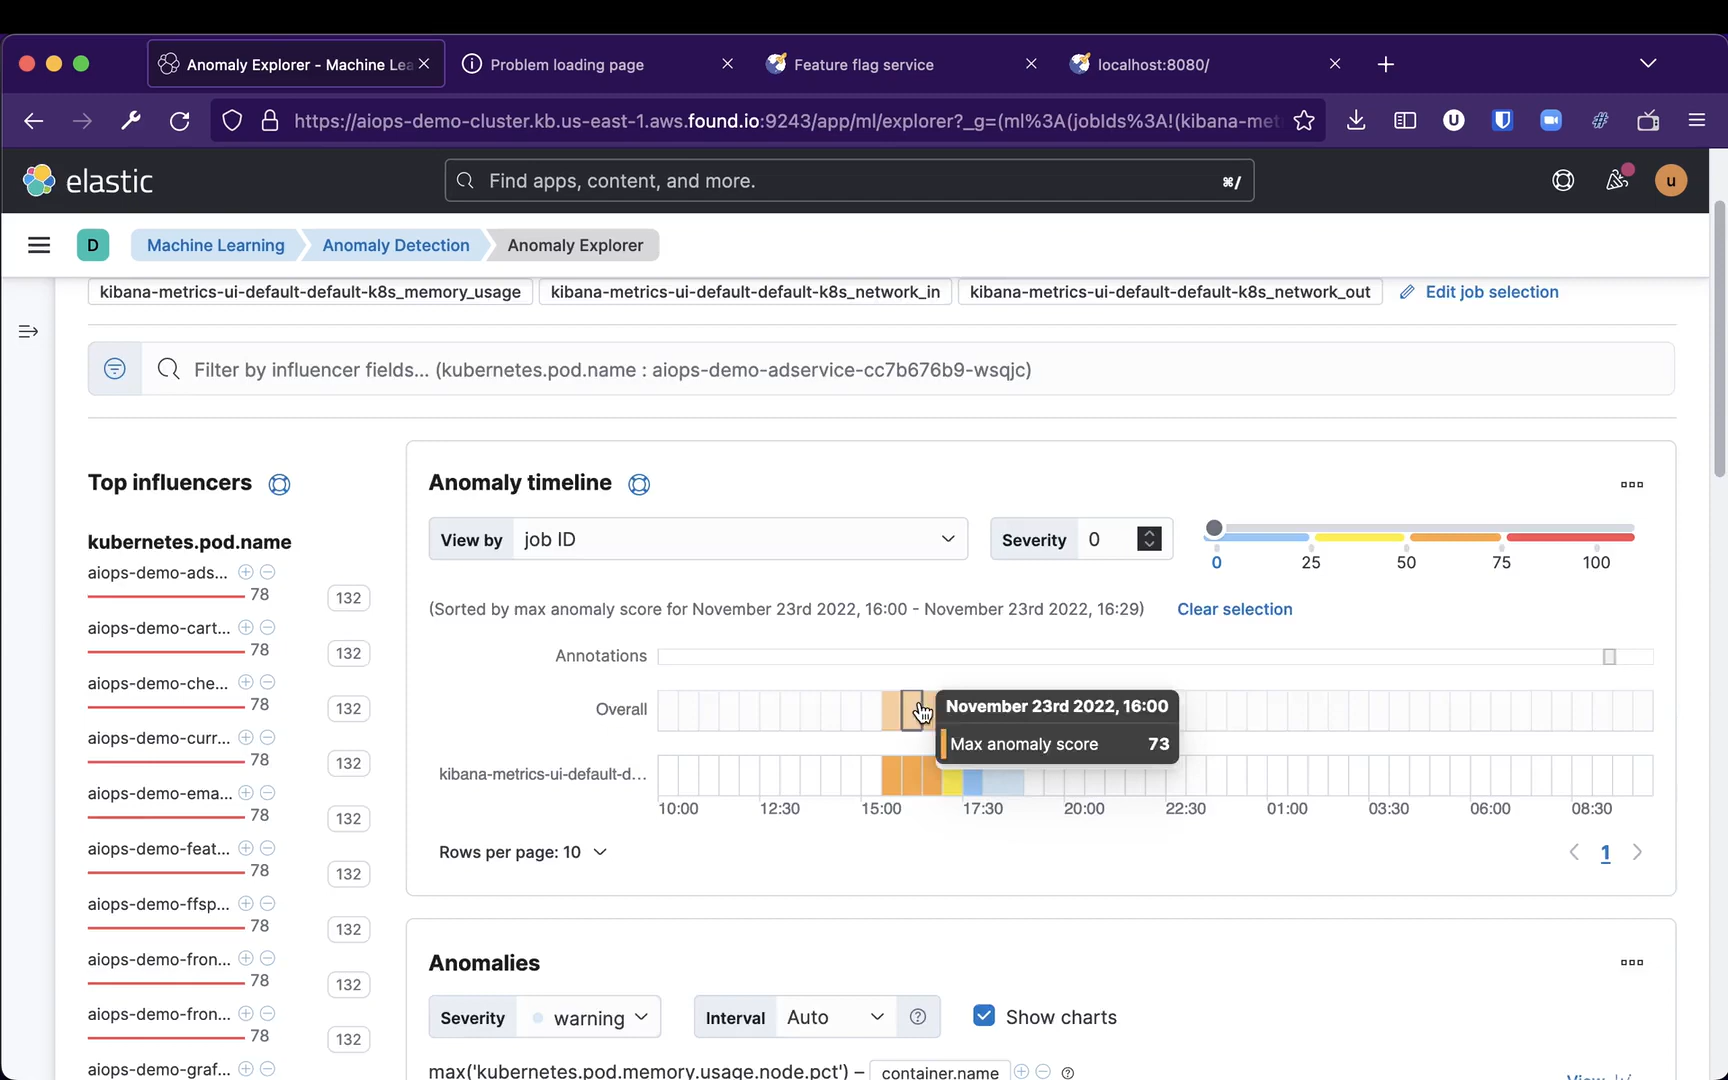 Anomaly Explorer - Machine Lea
Problem loading page
Feature flag service
localhost:8080/
https://aiops-demo-cluster.kb.us-east-1.aws.found.io:9243/app/ml/explorer?_g=(ml%3A(jobIds%3A!(kibana-met
elastic
Find apps, content, and more.
⌘/
u
D
Machine Learning
Anomaly Detection
Anomaly Explorer
kibana-metrics-ui-default-default-k8s_memory_usage
kibana-metrics-ui-default-default-k8s_network_in
kibana-metrics-ui-default-default-k8s_network_out
Edit job selection
Filter by influencer fields... (kubernetes.pod.name : aiops-demo-adservice-cc7b676b9-wsqjc)
Top influencers
kubernetes.pod.name
aiops-demo-ads...
78
132
aiops-demo-cart...
78
132
aiops-demo-che...
78
132
aiops-demo-curr...
78
132
aiops-demo-ema...
78
132
aiops-demo-feat...
78
132
aiops-demo-ffsp...
78
132
aiops-demo-fron...
78
132
aiops-demo-fron...
78
132
aiops-demo-graf...
Anomaly timeline
View by
job ID
Severity
0
0
25
50
75
100
(Sorted by max anomaly score for November 23rd 2022, 16:00 - November 23rd 2022, 16:29)
Clear selection
Annotations
Overall
November 23rd 2022, 16:00
Max anomaly score 73
kibana-metrics-ui-default-d...
10:00
12:30
15:00
17:30
20:00
22:30
01:00
03:30
06:00
08:30
Rows per page: 10
1
Anomalies
Severity
warning
Interval
Auto
Show charts
max('kubernetes.pod.memory.usage.node.pct') –
container.name
View